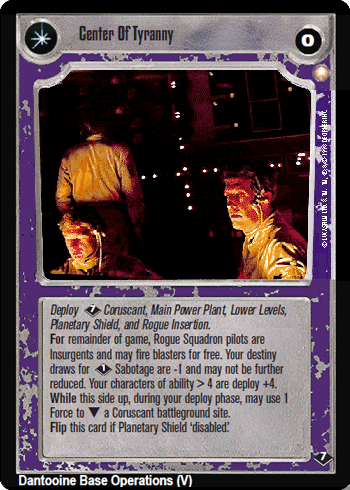 Center Of Tyranny
0
Deploy 7 Coruscant, Main Power Plant, Lower Levels,
Planetary Shield, and Rogue Insertion.
For remainder of game, Rogue Squadron pilots are
Insurgents and may fire blasters for free. Your destiny
draws for 1 Sabotage are -1 and may not be further
reduced. Your characters of ability > 4 are deploy +4.
While this side up, during your deploy phase, may use 1
Force to ▼ a Coruscant battleground site.
Flip this card if Planetary Shield 'disabled.'
7
Dantooine Base Operations (V)